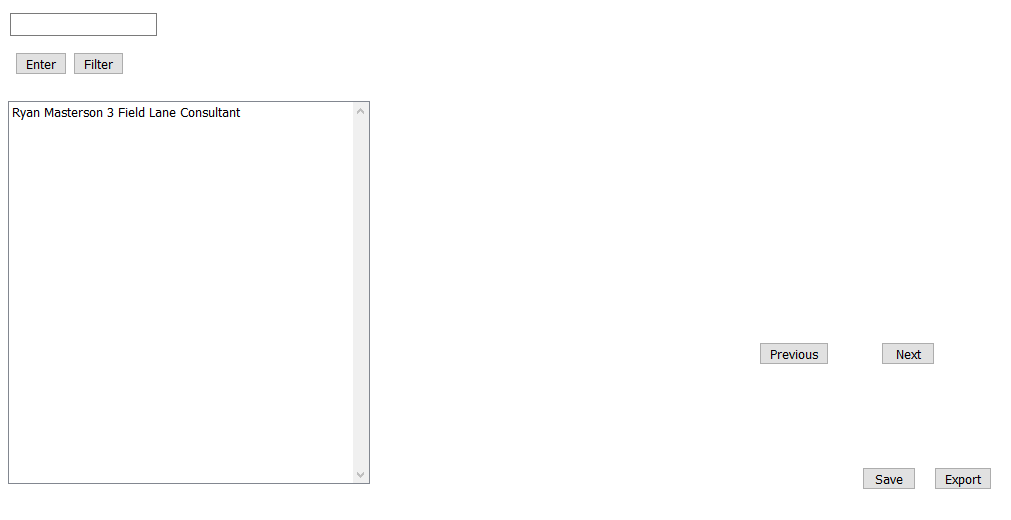 Enter Filter
Ryan Masterson 3 Field Lane Consultant
Previous Next
Save Export